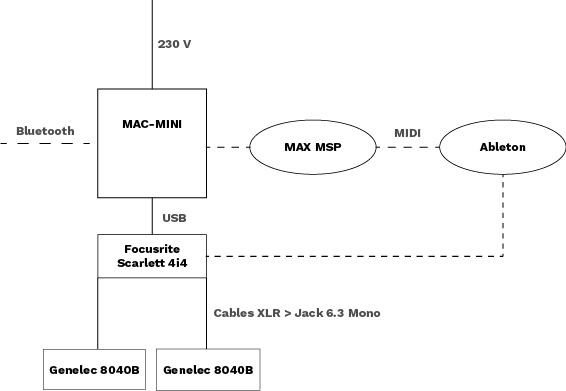 230 V
MAC-MINI
Bluetooth
MAX MSP
MIDI
Ableton
USB
Focusrite
Scarlett 4i4
Cables XLR > Jack 6.3 Mono
Genelec 8040B
Genelec 8040B